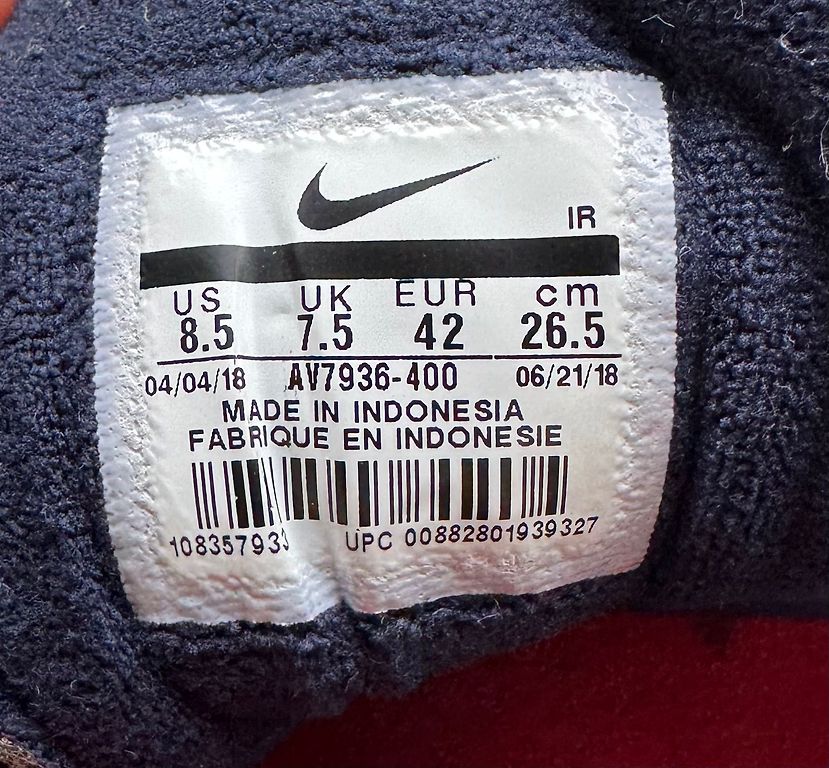 IR
US UK EUR cm
8.5 7.5 42 26.5
04/04/18 AV7936-400 06/21/18
MADE IN INDONESIA
FABRIQUE EN INDONESIE
108357933 UPC 00882801939327